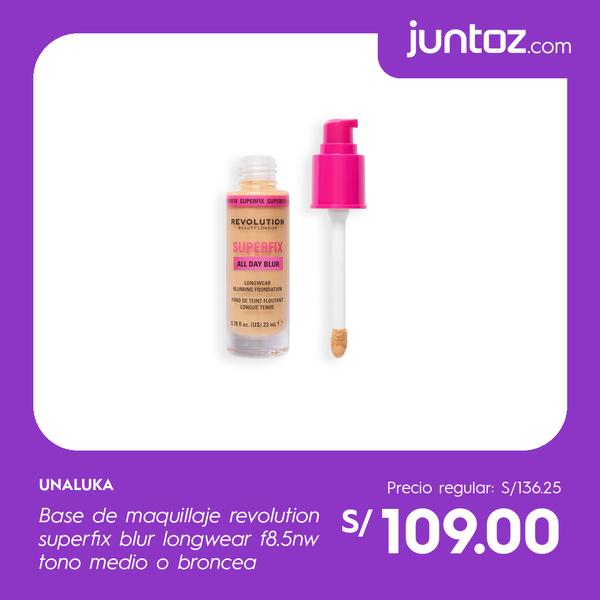 juntoz.com
SUPERFIX SUPERFIX
REVOLUTION
BEAUTY LONDON
SUPERFIX
ALL DAY BLUR
LONGWEAR
BLURRING FOUNDATION
FOND DE TEINT FLOUTANT
LONGUE TENUE
0.78 fl oz. (US) 23 mL ℮
UNALUKA
Base de maquillaje revolution
superfix blur longwear f8.5nw
tono medio o broncea
Precio regular: S/136.25
S/ 109.00